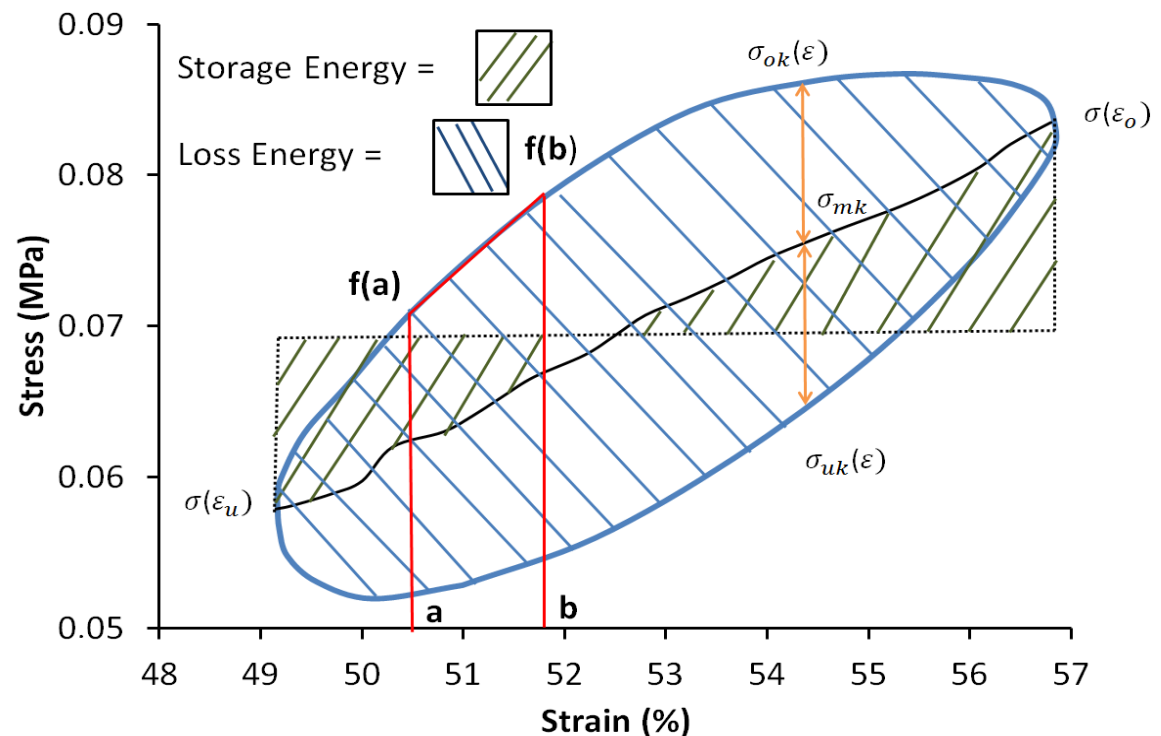 0.09
0.08
0.07
0.06
0.05
Stress (MPa)
Storage Energy =
Loss Energy =
σok(ε)
σ(εo)
f(b)
σmk
f(a)
σuk(ε)
σ(εu)
a
b
48 49 50 51 52 53 54 55 56 57
Strain (%)